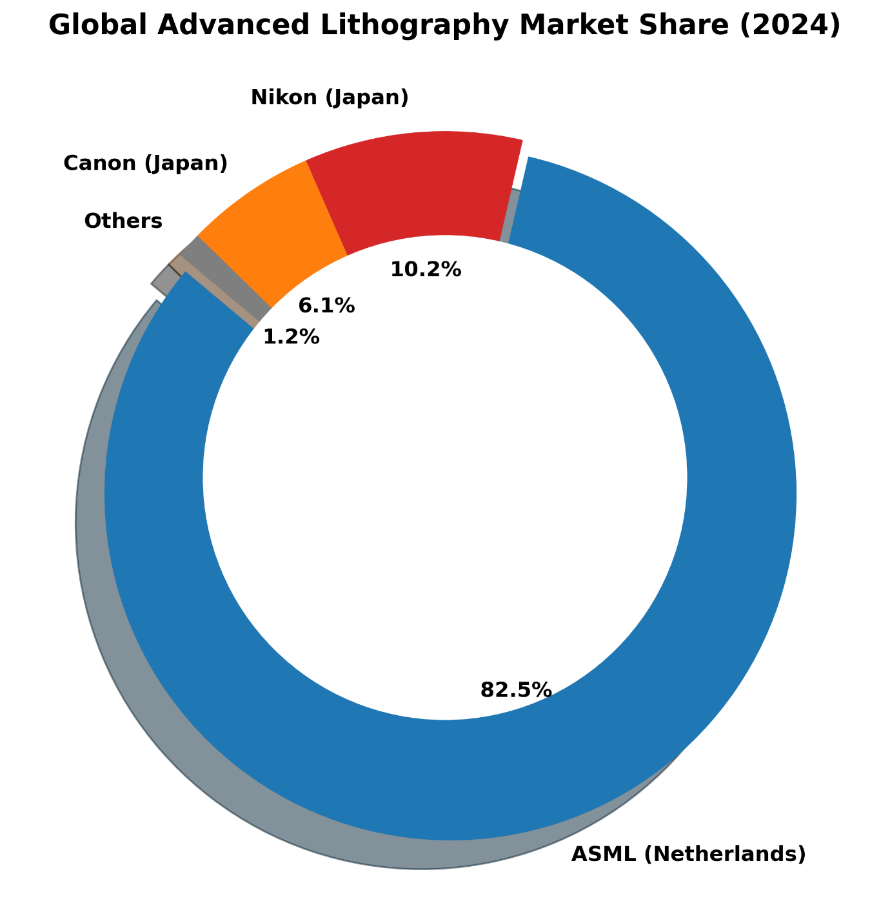 Global Advanced Lithography Market Share (2024)
Nikon (Japan)
Canon (Japan)
Others
10.2%
6.1%
1.2%
82.5%
ASML (Netherlands)